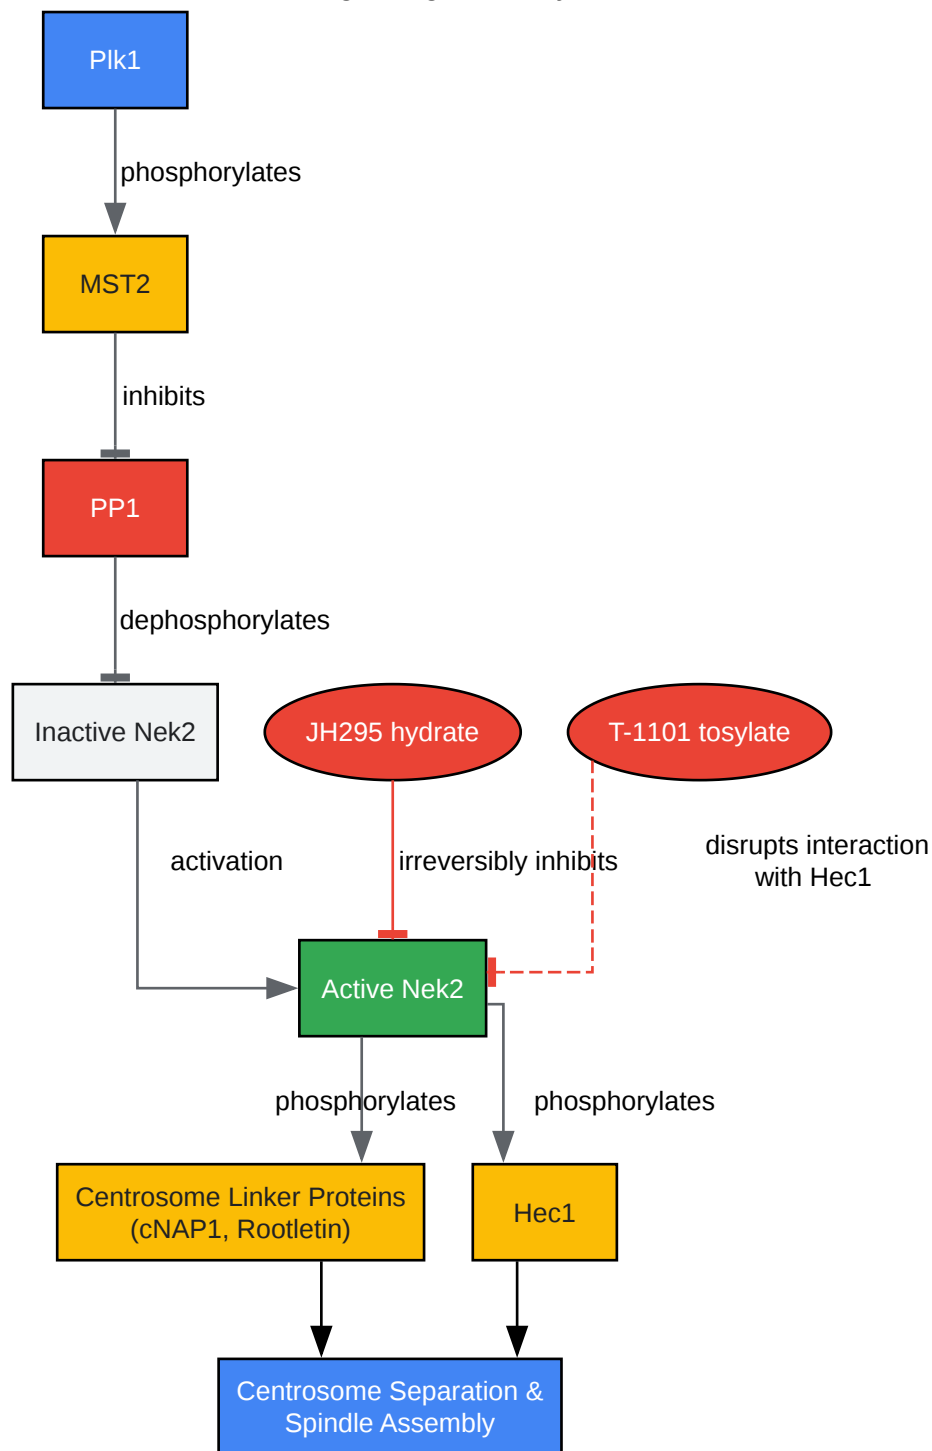 Plk1
phosphorylates
MST2
inhibits
PP1
dephosphorylates
Inactive Nek2
JH295 hydrate
T-1101 tosylate
activation
irreversibly inhibits
disrupts interaction
with Hec1
Active Nek2
phosphorylates
phosphorylates
Centrosome Linker Proteins
(cNAP1, Rootletin)
Hec1
Centrosome Separation &
Spindle Assembly